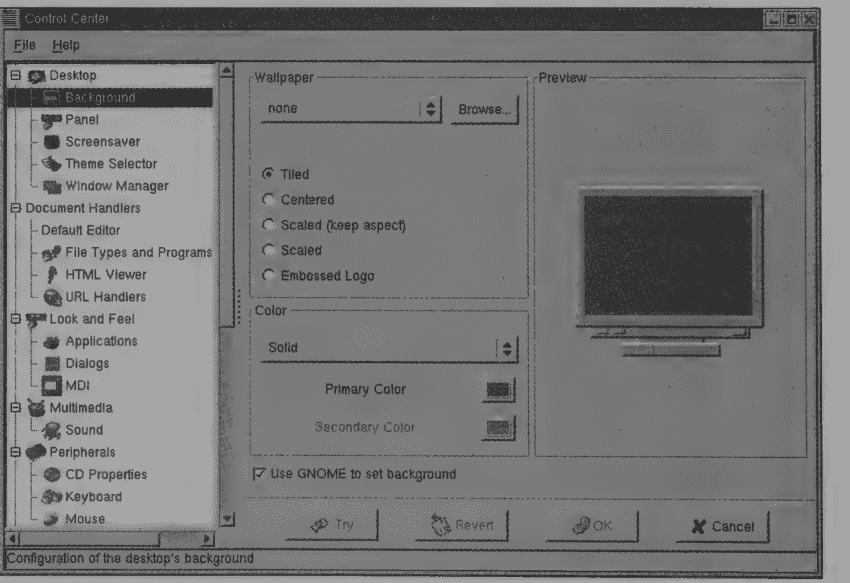 Control Center
File Help
Desktop
Background
Panel
Screensaver
Theme Selector
Window Manager
Document Handlers
Default Editor
File Types and Programs
HTML Viewer
URL Handlers
Look and Feel
Applications
Dialogs
MDI
Multimedia
Sound
Peripherals
CD Properties
Keyboard
Mouse
Wallpaper
none Browse...
Tiled
Centered
Scaled (keep aspect)
Scaled
Embossed Logo
Color
Solid
Primary Color
Secondary Color
Preview
Use GNOME to set background
Try Revert OK Cancel
Configuration of the desktop's background